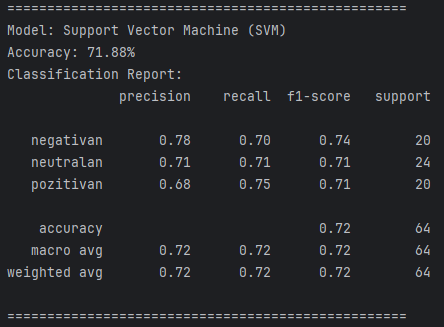 ==================================================
Model: Support Vector Machine (SVM)
Accuracy: 71.88%
Classification Report:
              precision    recall  f1-score   support

   negativan       0.78      0.70      0.74        20
   neutralan       0.71      0.71      0.71        24
   pozitivan       0.68      0.75      0.71        20

    accuracy                           0.72        64
   macro avg       0.72      0.72      0.72        64
weighted avg       0.72      0.72      0.72        64

==================================================